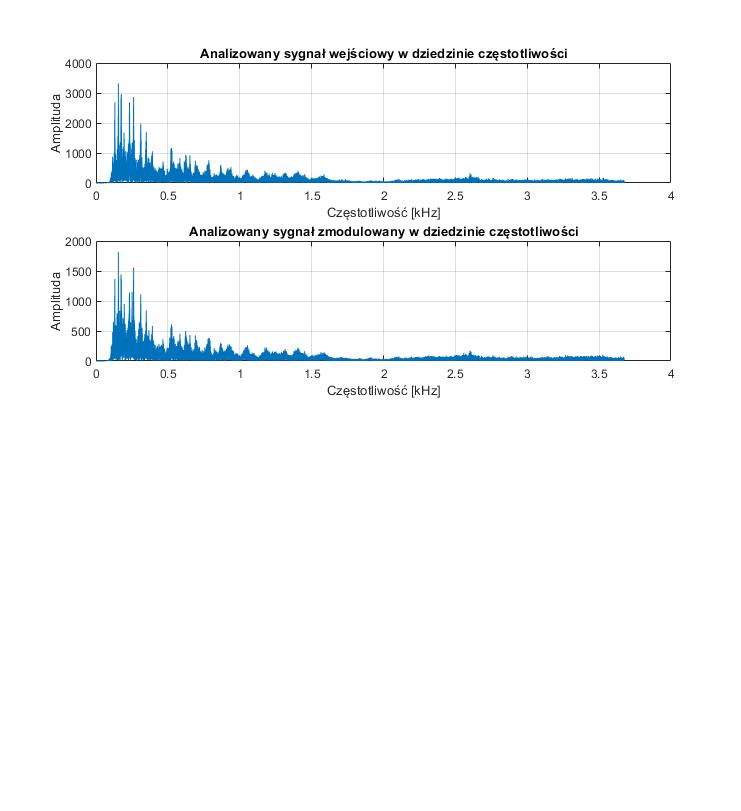 Analizowany sygnał wejściowy w dziedzinie częstotliwości
4000
3000
2000
1000
0
Amplituda
0 0.5 1 1.5 2 2.5 3 3.5 4
Częstotliwość [kHz]
Analizowany sygnał zmodulowany w dziedzinie częstotliwości
2000
1500
1000
500
0
Amplituda
0 0.5 1 1.5 2 2.5 3 3.5 4
Częstotliwość [kHz]